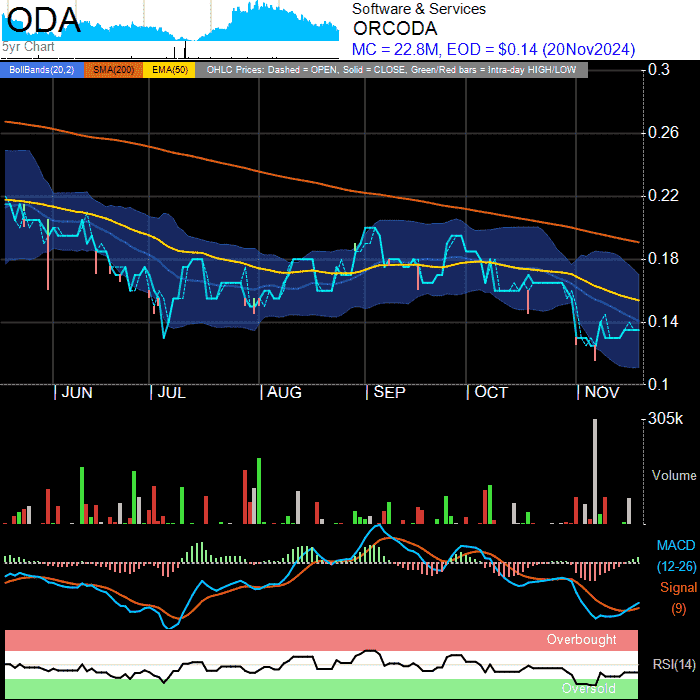 ODA
5yr Chart
Software & Services
ORCODA
MC = 22.8M, EOD = $0.14 (20Nov2024)
BollBands(20,2) SMA(200) EMA(50) OHLC Prices: Dashed = OPEN, Solid = CLOSE, Green/Red bars = Intra-day HIGH/LOW
0.3
0.26
0.22
0.18
0.14
0.1
JUN JUL AUG SEP OCT NOV
305k
Volume
MACD
(12-26)
Signal
(9)
Overbought
RSI(14)
Oversold